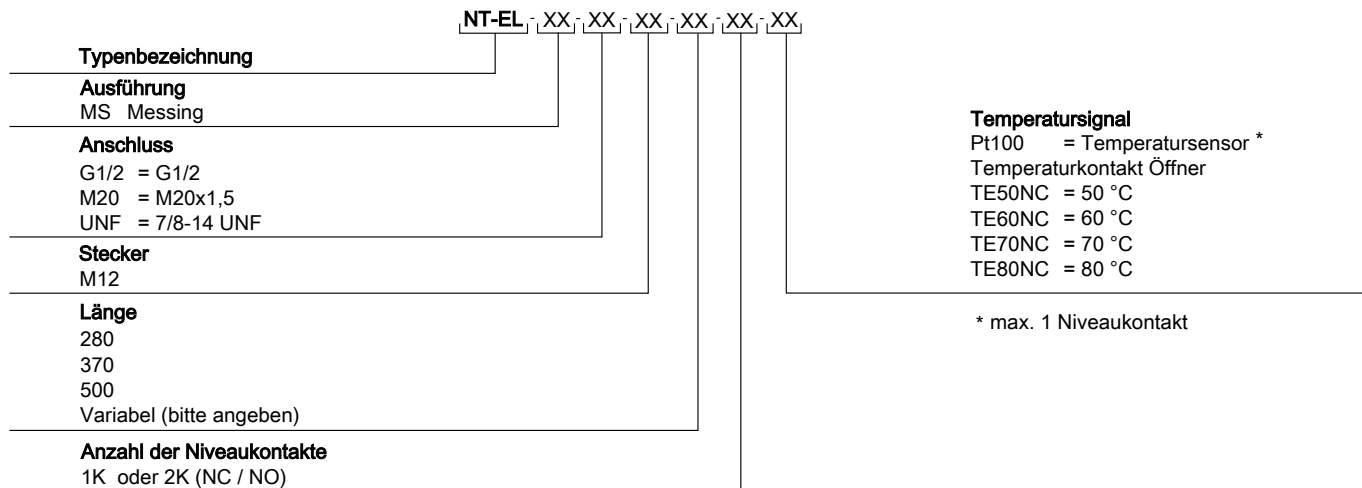 NT-EL - XX - XX - XX - XX - XX - XX
Typenbezeichnung
Ausführung
MS Messing
Anschluss
G1/2 = G1/2
M20 = M20x1,5
UNF = 7/8-14 UNF
Stecker
M12
Länge
280
370
500
Variabel (bitte angeben)
Anzahl der Niveaukontakte
1K oder 2K (NC / NO)
Temperatursignal
Pt100 = Temperatursensor *
Temperaturkontakt Öffner
TE50NC = 50 °C
TE60NC = 60 °C
TE70NC = 70 °C
TE80NC = 80 °C
* max. 1 Niveaukontakt